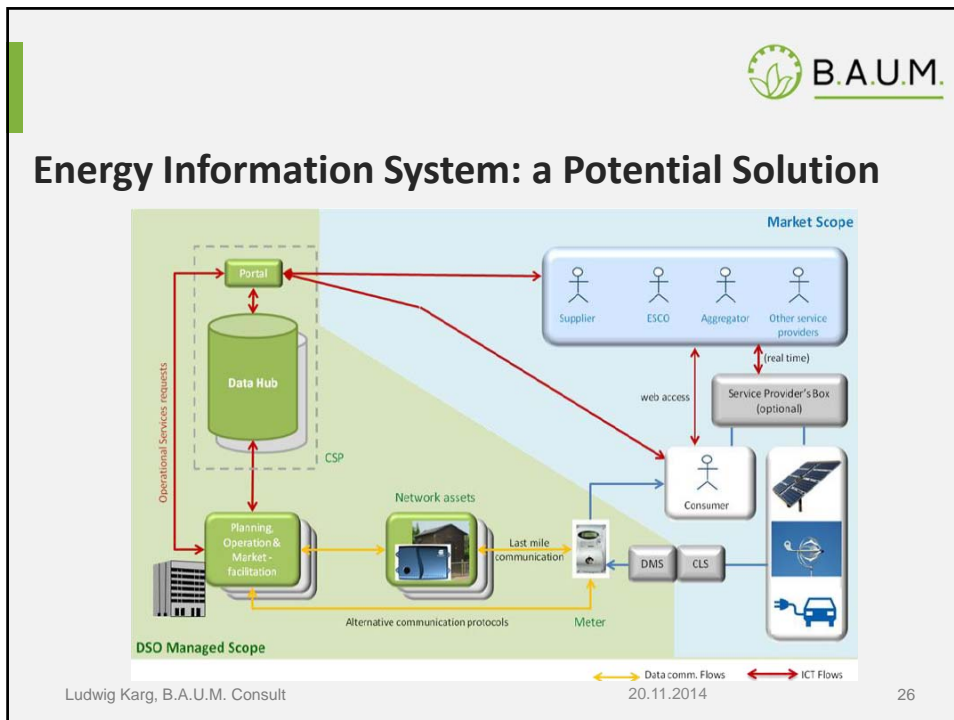 B.A.U.M.
Energy Information System: a Potential Solution
Market Scope
Portal
Supplier
ESCO
Aggregator
Other service
providers
(real time)
Operational Services requests
Data Hub
web access
Service Provider's Box
(optional)
CSP
Consumer
Network assets
Planning,
Operation &
Market -
facilitation
Last mile
communication
DMS
CLS
Alternative communication protocols
Meter
DSO Managed Scope
Data comm. Flows
ICT Flows
Ludwig Karg, B.A.U.M. Consult
20.11.2014
26